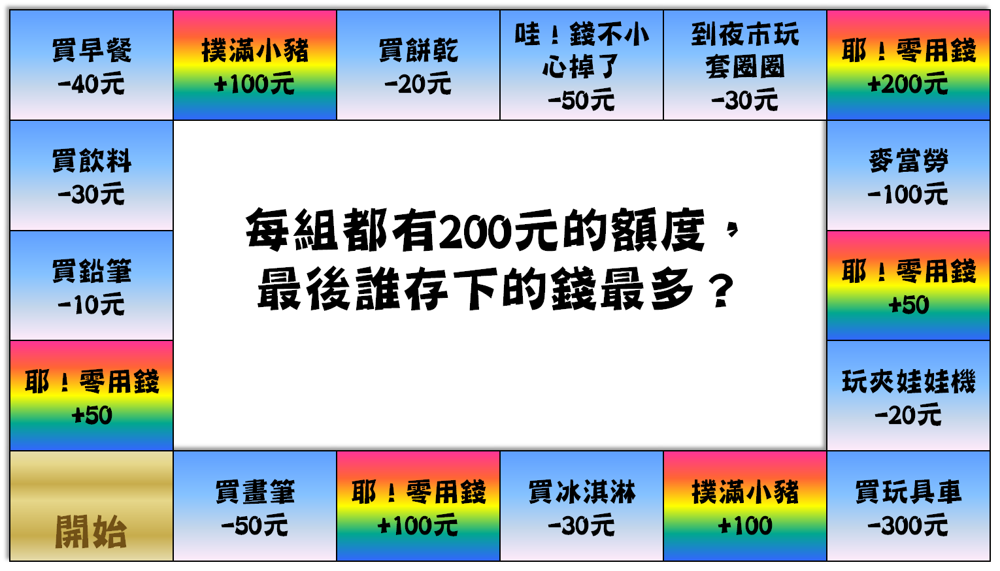 買早餐
-40元
撲滿小豬
+100元
買餅乾
-20元
哇！錢不小
心掉了
-50元
到夜市玩
套圈圈
-30元
耶！零用錢
+200元
買飲料
-30元
麥當勞
-100元
每組都有200元的額度，
最後誰存下的錢最多？
買鉛筆
-10元
耶！零用錢
+50
耶！零用錢
+50
玩夾娃娃機
-20元
開始
買畫筆
-50元
耶！零用錢
+100元
買冰淇淋
-30元
撲滿小豬
+100
買玩具車
-300元